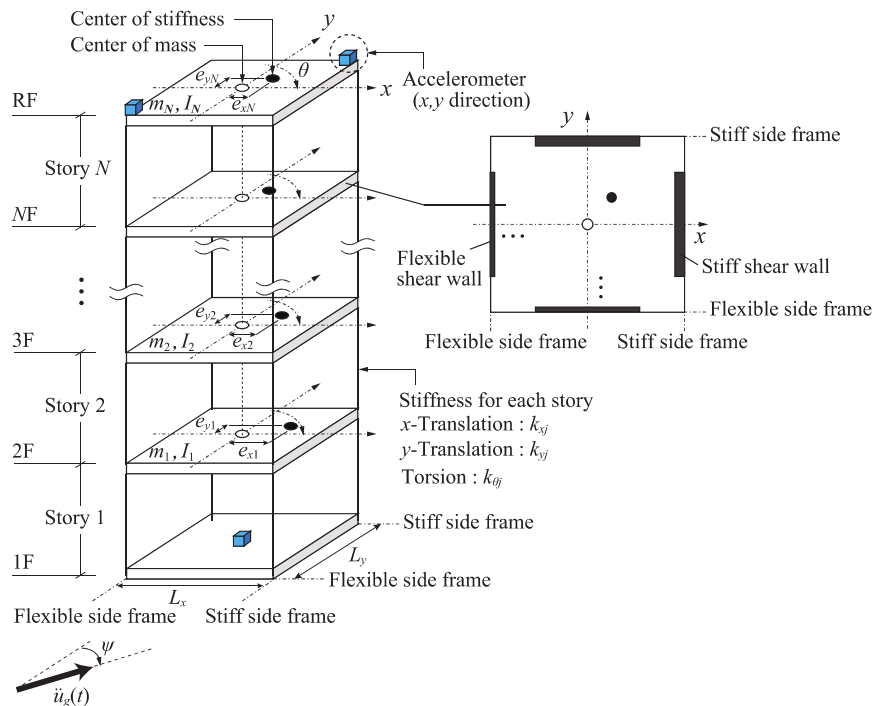 Center of stiffness
Center of mass
y
e_yN
θ
e_xN
x
m_N, I_N
Accelerometer
(x,y direction)
RF
Story N
NF
⋮
3F
Story 2
2F
Story 1
1F
e_y2
e_x2
m_2, I_2
e_y1
e_x1
m_1, I_1
Stiffness for each story
x-Translation : k_xj
y-Translation : k_yj
Torsion : k_θj
Stiff side frame
L_y
L_x
Flexible side frame
Flexible side frame
Stiff side frame
ψ
ü_g(t)
y
Stiff side frame
x
Flexible
shear wall
...
⋮
Stiff shear wall
Flexible side frame
Flexible side frame
Stiff side frame